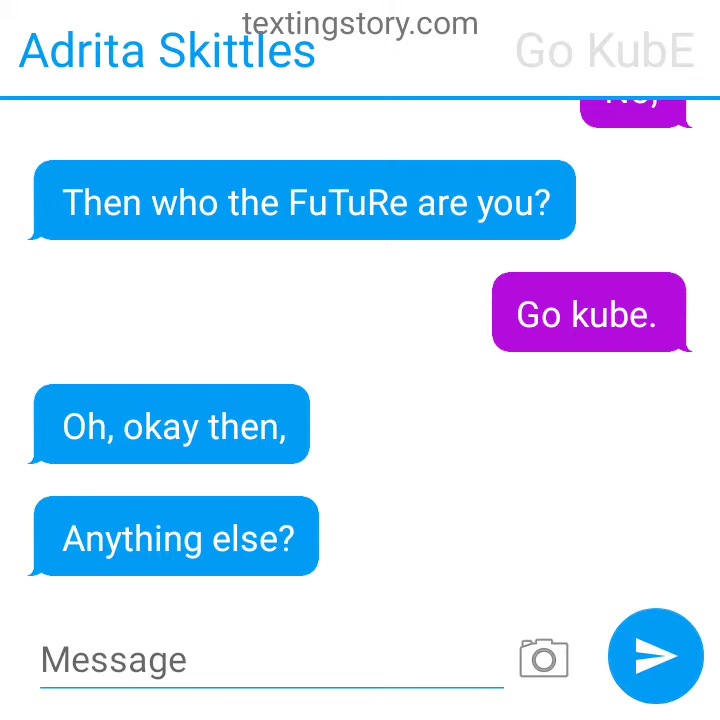 textingstory.com
Adrita Skittles
Go KubE
No,
Then who the FuTuRe are you?
Go kube.
Oh, okay then,
Anything else?
Message